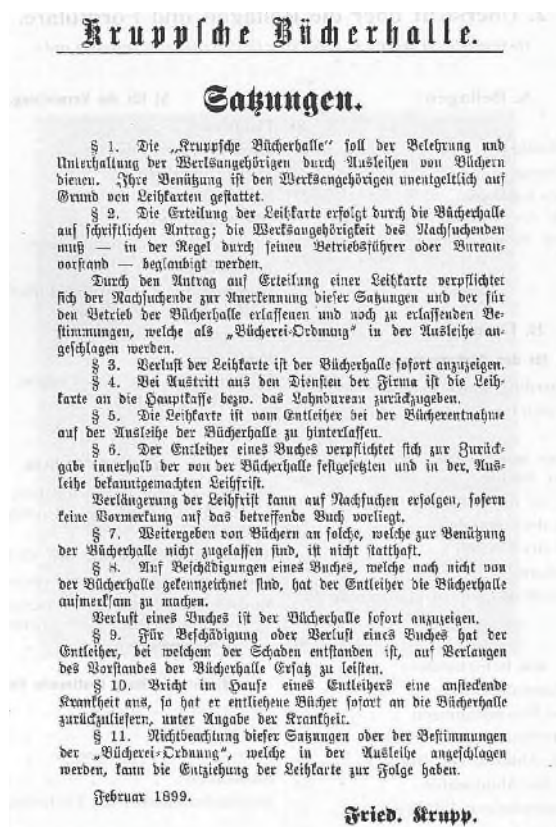 Kruppsche Bücherhalle.
Satzungen.
§ 1. Die „Kruppsche Bücherhalle“ soll der Belehrung und
Unterhaltung der Werksangehörigen durch Ausleihen von Büchern
dienen. Ihre Benützung ist den Werksangehörigen unentgeltlich auf
Grund von Leihkarten gestattet.
§ 2. Die Erteilung der Leihkarte erfolgt durch die Bücherhalle
auf schriftlichen Antrag; die Werksangehörigkeit des Nachsuchenden
muß — in der Regel durch seinen Betriebsführer oder Bureau-
vorstand — beglaubigt werden.
Durch den Antrag auf Erteilung einer Leihkarte verpflichtet
sich der Nachsuchende zur Anerkennung dieser Satzungen und der für
den Betrieb der Bücherhalle erlassenen und noch zu erlassenden Be-
stimmungen, welche als „Bücherei-Ordnung“ in der Ausleihe an-
geschlagen werden.
§ 3. Verlust der Leihkarte ist der Bücherhalle sofort anzuzeigen.
§ 4. Bei Austritt aus den Diensten der Firma ist die Leih-
karte an die Hauptkasse bezw. das Lohnbureau zurückzugeben.
§ 5. Die Leihkarte ist vom Entleiher bei der Bücherentnahme
auf der Ausleihe der Bücherhalle zu hinterlassen.
§ 6. Der Entleiher eines Buches verpflichtet sich zur Zurück-
gabe innerhalb der von der Bücherhalle festgesetzten und in der Aus-
leihe bekanntgemachten Leihfrist.
Verlängerung der Leihfrist kann auf Nachsuchen erfolgen, sofern
keine Vormerkung auf das betreffende Buch vorliegt.
§ 7. Weitergeben von Büchern an solche, welche zur Benützung
der Bücherhalle nicht zugelassen sind, ist nicht statthaft.
§ 8. Auf Beschädigungen eines Buches, welche noch nicht von
der Bücherhalle gekennzeichnet sind, hat der Entleiher die Bücherhalle
aufmerksam zu machen.
Verlust eines Buches ist der Bücherhalle sofort anzuzeigen.
§ 9. Für Beschädigung oder Verlust eines Buches hat der
Entleiher, bei welchem der Schaden entstanden ist, auf Verlangen
des Vorstandes der Bücherhalle Ersatz zu leisten.
§ 10. Bricht im Hause eines Entleihers eine ansteckende
Krankheit aus, so hat er entliehene Bücher sofort an die Bücherhalle
zurückzuliefern, unter Angabe der Krankheit.
§ 11. Nichtbeachtung dieser Satzungen oder der Bestimmungen
der „Bücherei-Ordnung“, welche in der Ausleihe angeschlagen
werden, kann die Entziehung der Leihkarte zur Folge haben.
Februar 1899.
Fried. Krupp.